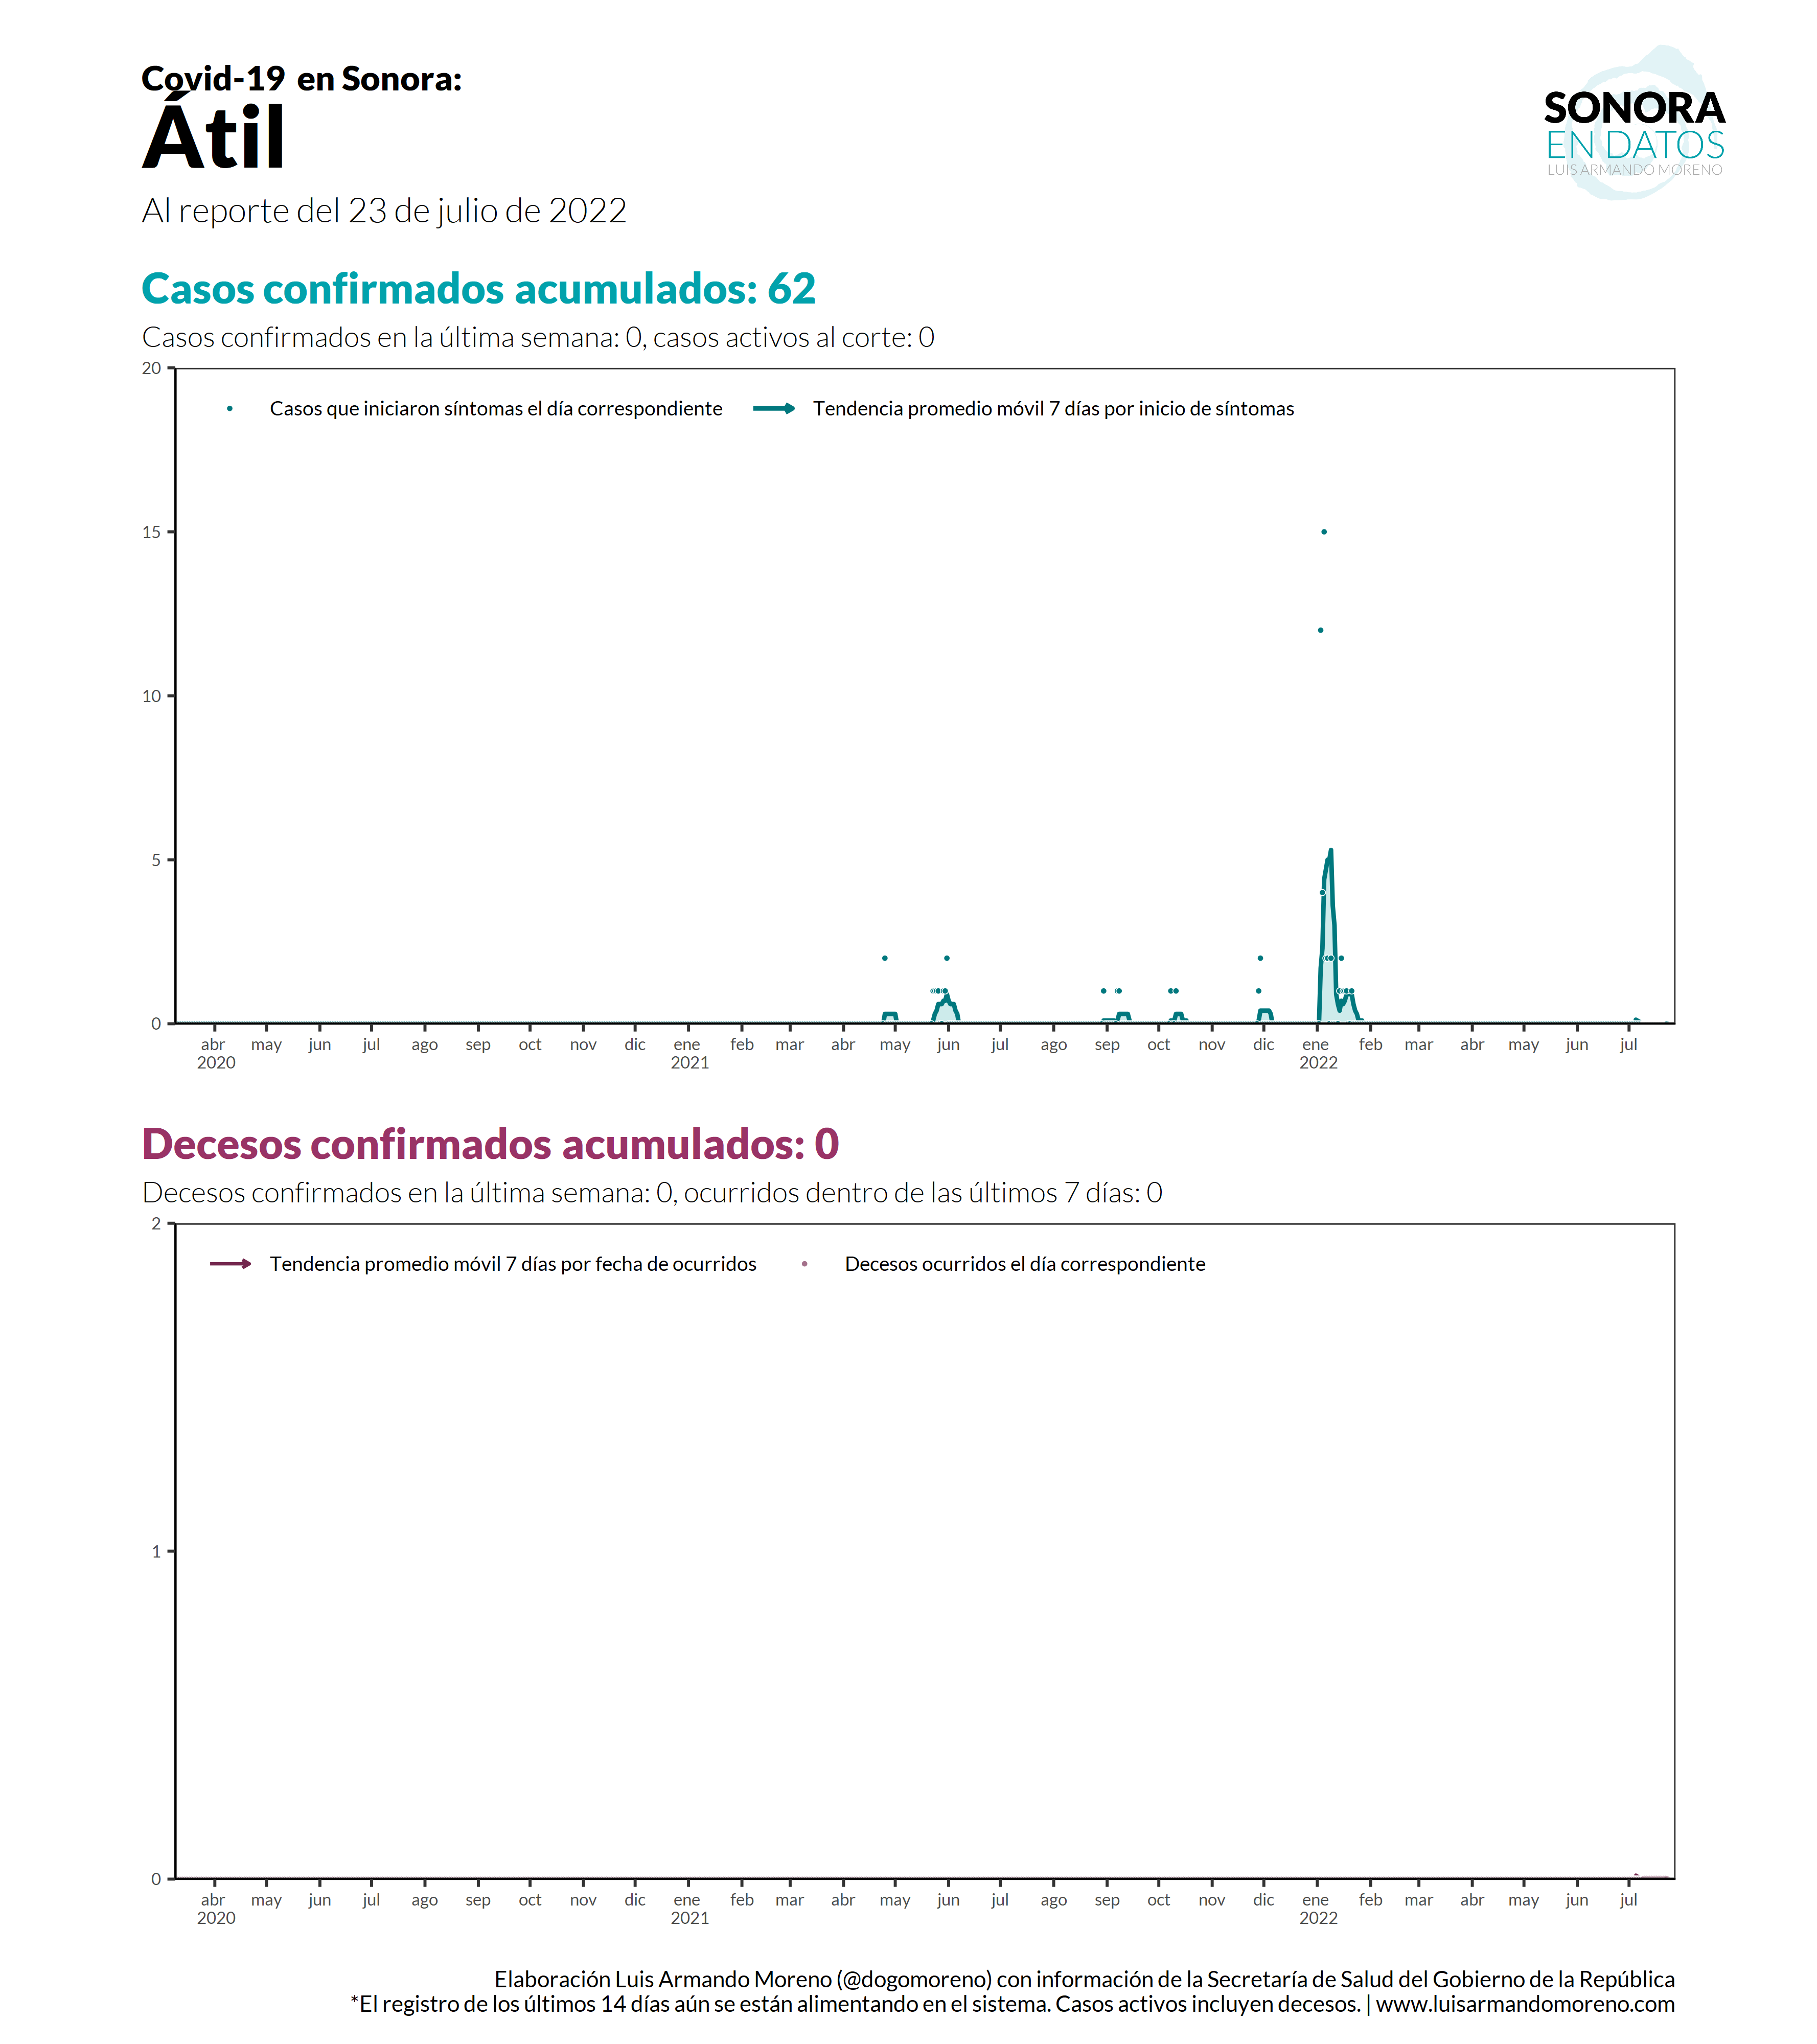 Covid-19 en Sonora:
Átil
Al reporte del 23 de julio de 2022
SONORA
EN DATOS
LUIS ARMANDO MORENO
Casos confirmados acumulados: 62
Casos confirmados en la última semana: 0, casos activos al corte: 0
20
Casos que iniciaron síntomas el día correspondiente Tendencia promedio móvil 7 días por inicio de síntomas
15
10
5
0
abr may jun jul ago sep oct nov dic ene feb mar abr may jun jul ago sep oct nov dic ene feb mar abr may jun jul
2020 2021 2022
Decesos confirmados acumulados: 0
Decesos confirmados en la última semana: 0, ocurridos dentro de las últimos 7 días: 0
2
Tendencia promedio móvil 7 días por fecha de ocurridos Decesos ocurridos el día correspondiente
1
0
abr may jun jul ago sep oct nov dic ene feb mar abr may jun jul ago sep oct nov dic ene feb mar abr may jun jul
2020 2021 2022
Elaboración Luis Armando Moreno (@dogomoreno) con información de la Secretaría de Salud del Gobierno de la República
*El registro de los últimos 14 días aún se están alimentando en el sistema. Casos activos incluyen decesos. | www.luisarmandomoreno.com